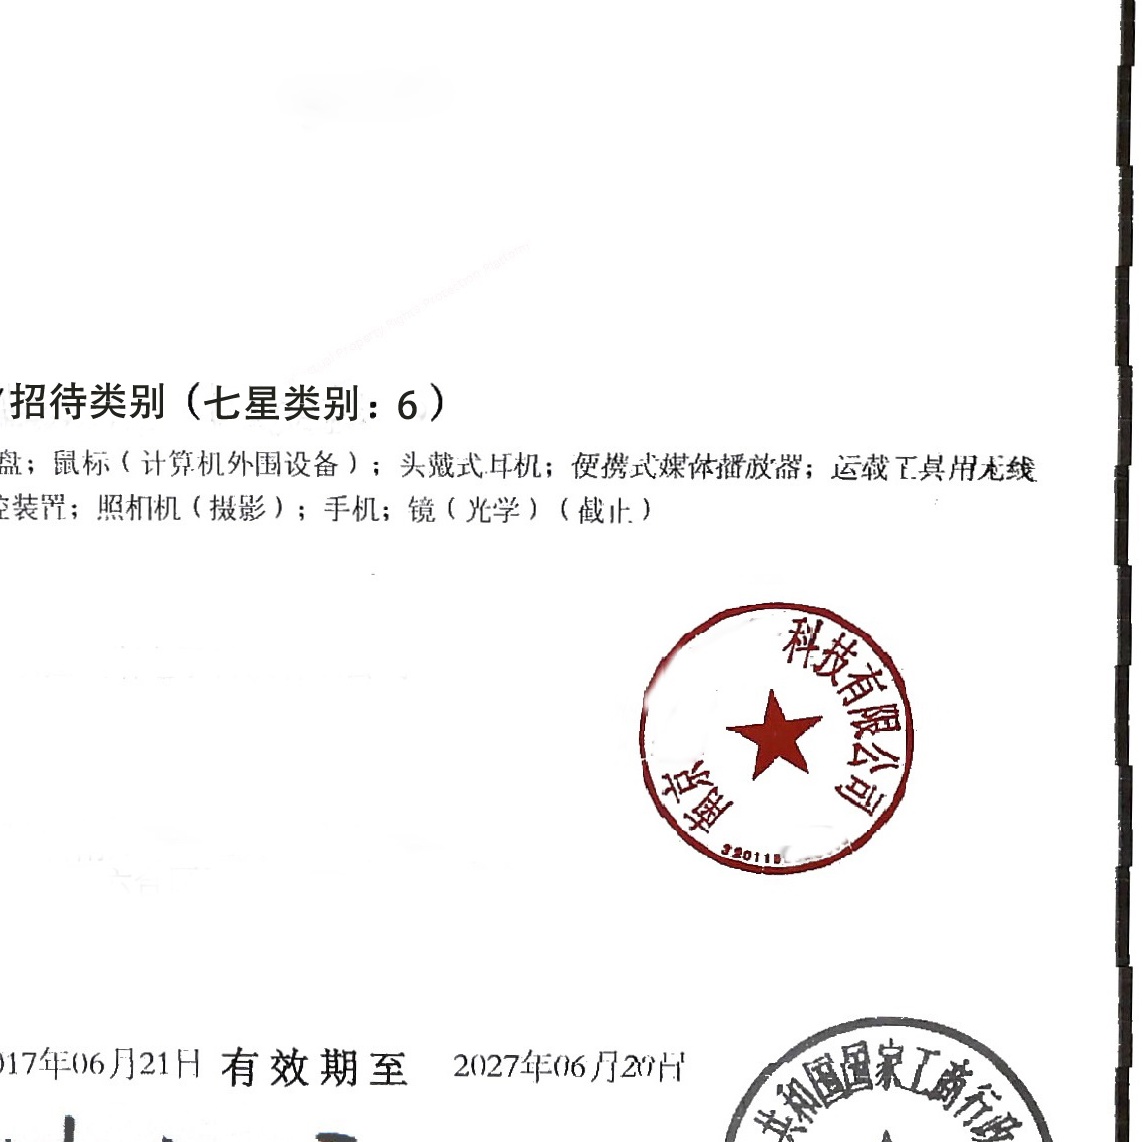 招待类别（七星类别：6）
盘；鼠标（计算机外围设备）；头戴式耳机；便携式媒体播放器；运载工具用无线
控装置；照相机（摄影）；手机；镜（光学）（截止）
南京
科技有限公司
320115
017年06月21日 有效期至 2027年06月20日
共和国国家工商行政